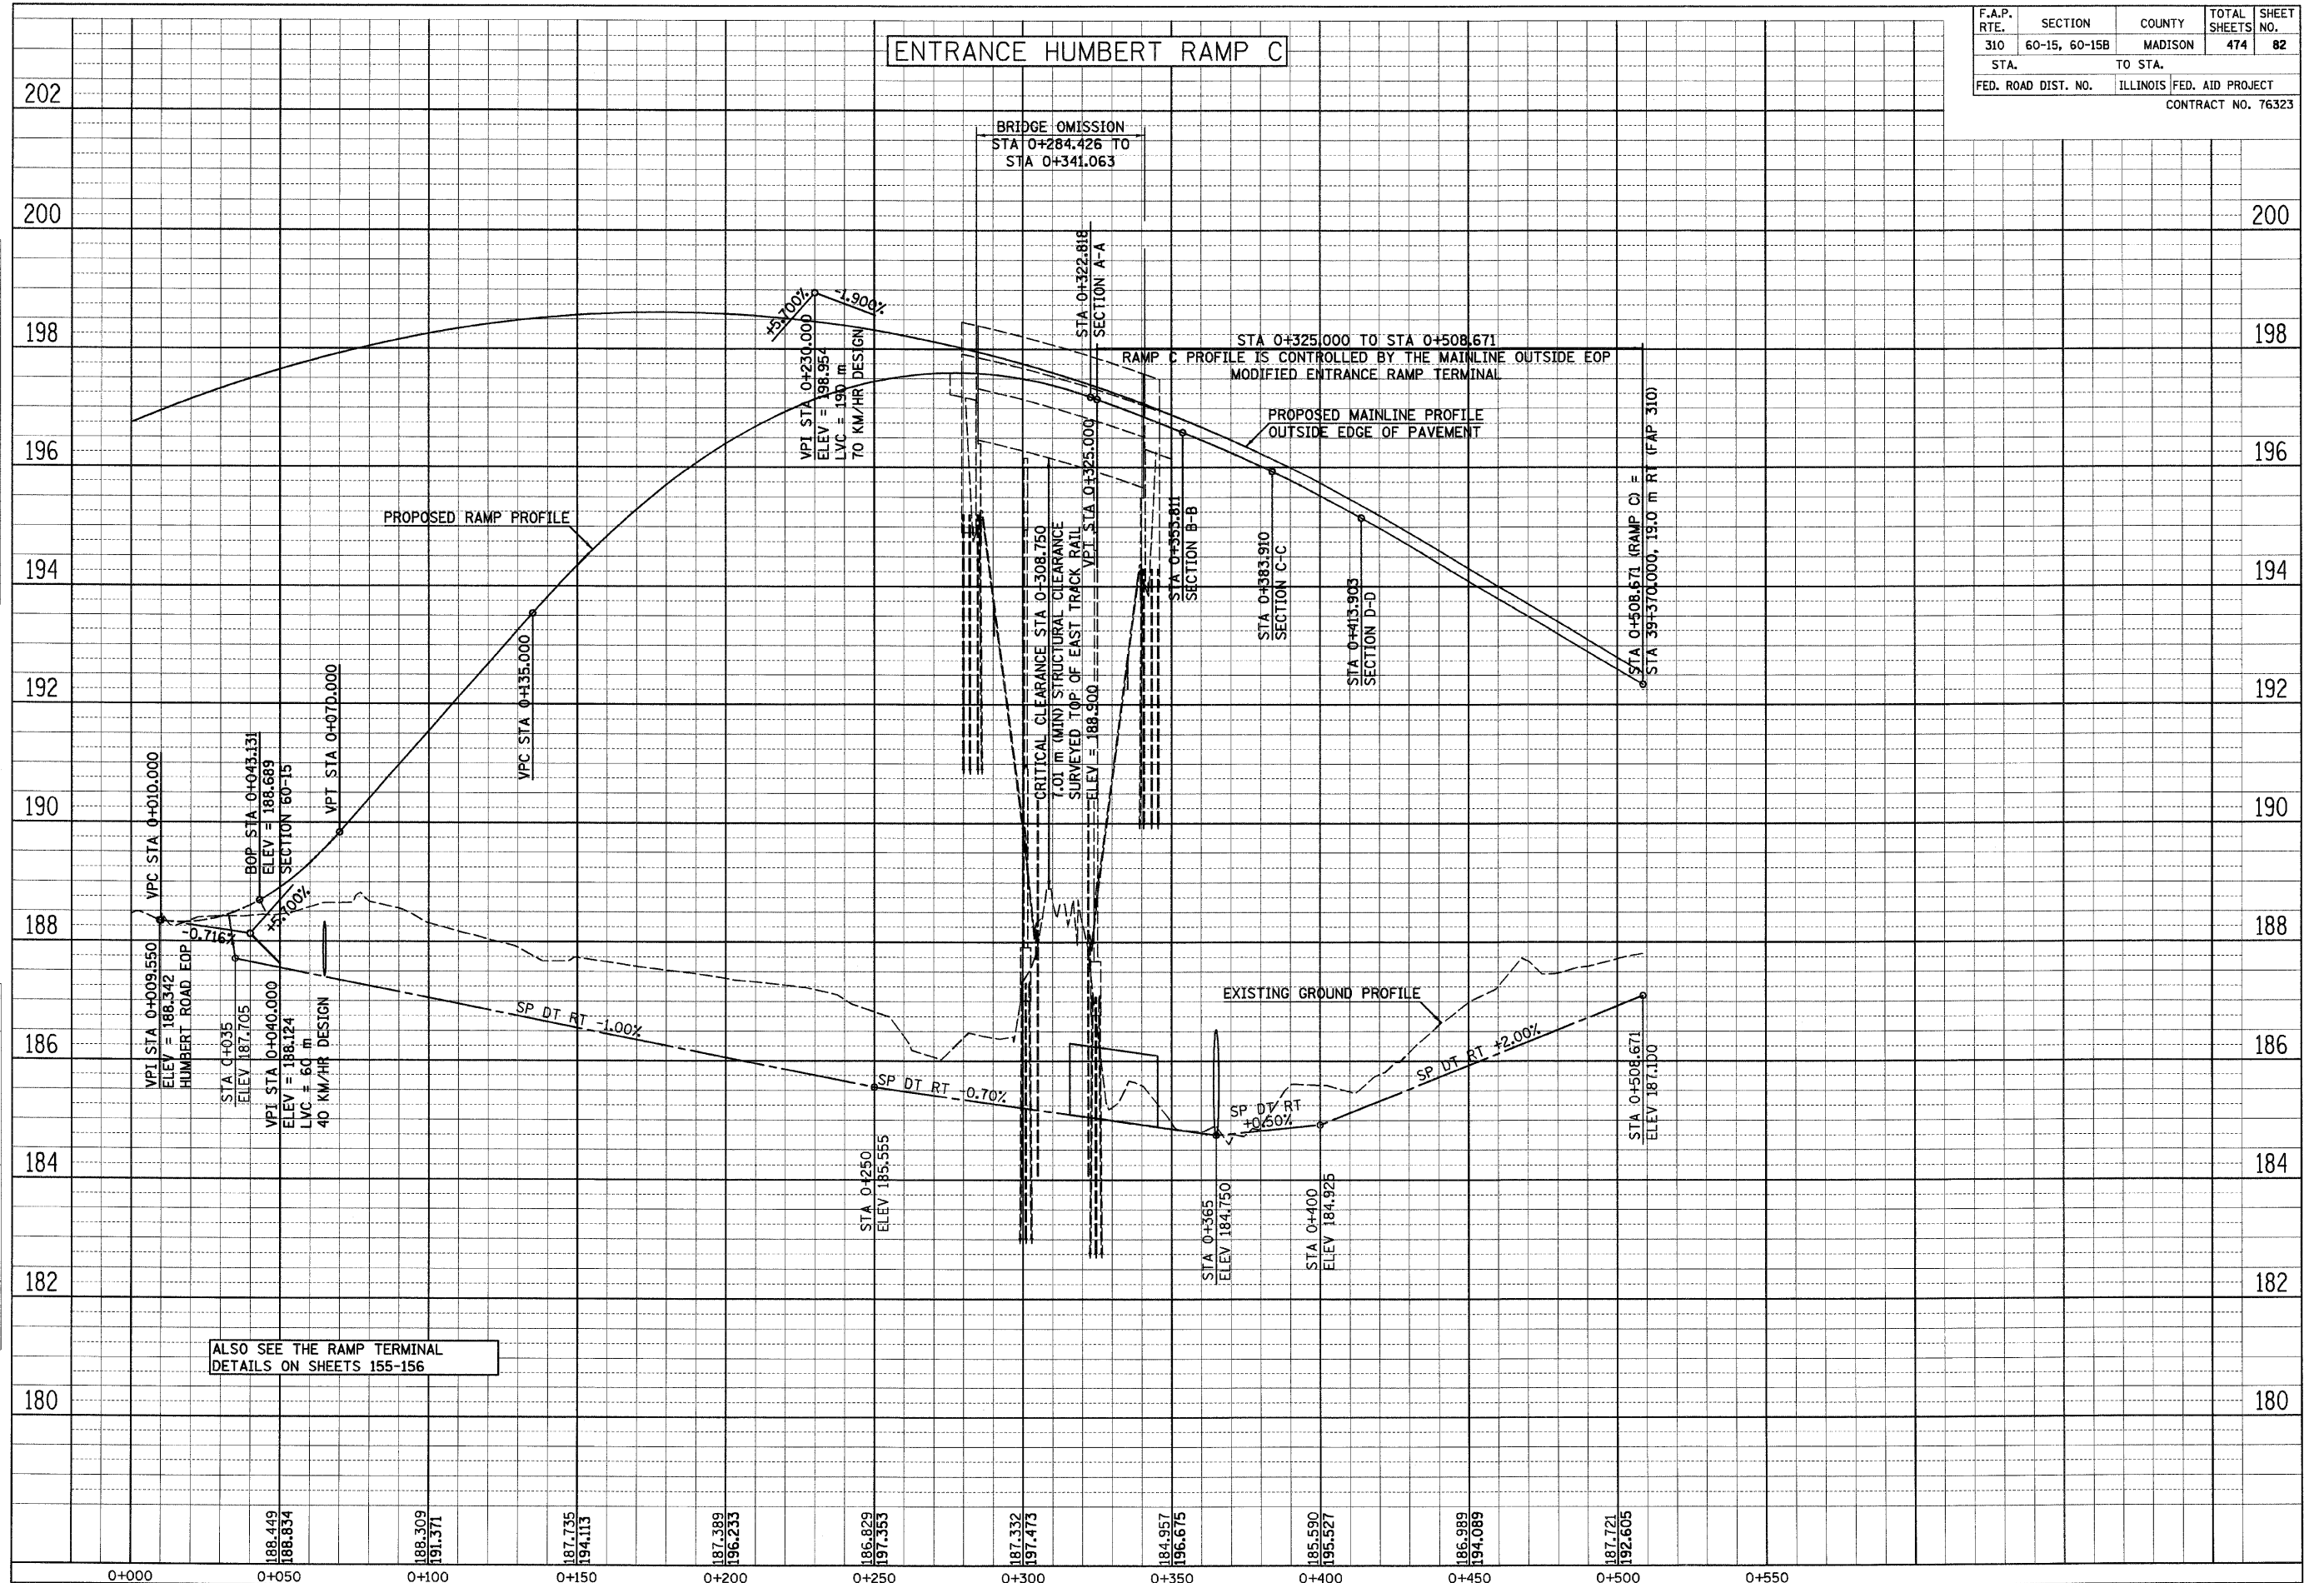 F.A.P. RTE. SECTION COUNTY TOTAL SHEETS SHEET NO.
310 60-15, 60-15B MADISON 474 82
STA. TO STA.
FED. ROAD DIST. NO. ILLINOIS FED. AID PROJECT
CONTRACT NO. 76323
ENTRANCE HUMBERT RAMP C
BRIDGE OMISSION
STA 0+284.426 TO
STA 0+341.063
202
200 200
198 198
196 196
194 194
192 192
190 190
188 188
186 186
184 184
182 182
180 180
+5.700% -1.900%
VPI STA 0+230.000
ELEV = 198.954
LVC = 190 m
70 KM/HR DESIGN
STA 0+322.818
SECTION A-A
STA 0+325.000 TO STA 0+508.671
RAMP C PROFILE IS CONTROLLED BY THE MAINLINE OUTSIDE EOP
MODIFIED ENTRANCE RAMP TERMINAL
PROPOSED MAINLINE PROFILE
OUTSIDE EDGE OF PAVEMENT
PROPOSED RAMP PROFILE
VPC STA 0+010.000
BOP STA 0+043.131
ELEV = 188.689
SECTION 60-15
VPT STA 0+070.000
VPC STA 0+135.000
CRITICAL CLEARANCE STA 0+308.750
7.01 m (MIN) STRUCTURAL CLEARANCE
SURVEYED TOP OF EAST TRACK RAIL
ELEV = 188.900
VPT STA 0+325.000
STA 0+353.811
SECTION B-B
STA 0+383.910
SECTION C-C
STA 0+413.903
SECTION D-D
STA 0+508.671 (RAMP C) =
STA 39+370.000, 19.0 m RT (FAP 310)
-0.716%
+5.700%
VPI STA 0+009.550
ELEV = 188.342
HUMBERT ROAD EOP
STA 0+035
ELEV 187.705
VPI STA 0+040.000
ELEV = 188.124
LVC = 60 m
40 KM/HR DESIGN
SP DT RT -1.00%
SP DT RT -0.70%
SP DT RT
+0.50%
SP DT RT +2.00%
EXISTING GROUND PROFILE
STA 0+250
ELEV 185.555
STA 0+365
ELEV 184.750
STA 0+400
ELEV 184.925
STA 0+508.671
ELEV 187.100
ALSO SEE THE RAMP TERMINAL
DETAILS ON SHEETS 155-156
188.449
188.834
188.309
191.371
187.735
194.113
187.389
196.233
186.829
197.353
187.332
197.473
184.957
196.675
185.590
195.527
186.989
194.089
187.721
192.605
0+000 0+050 0+100 0+150 0+200 0+250 0+300 0+350 0+400 0+450 0+500 0+550